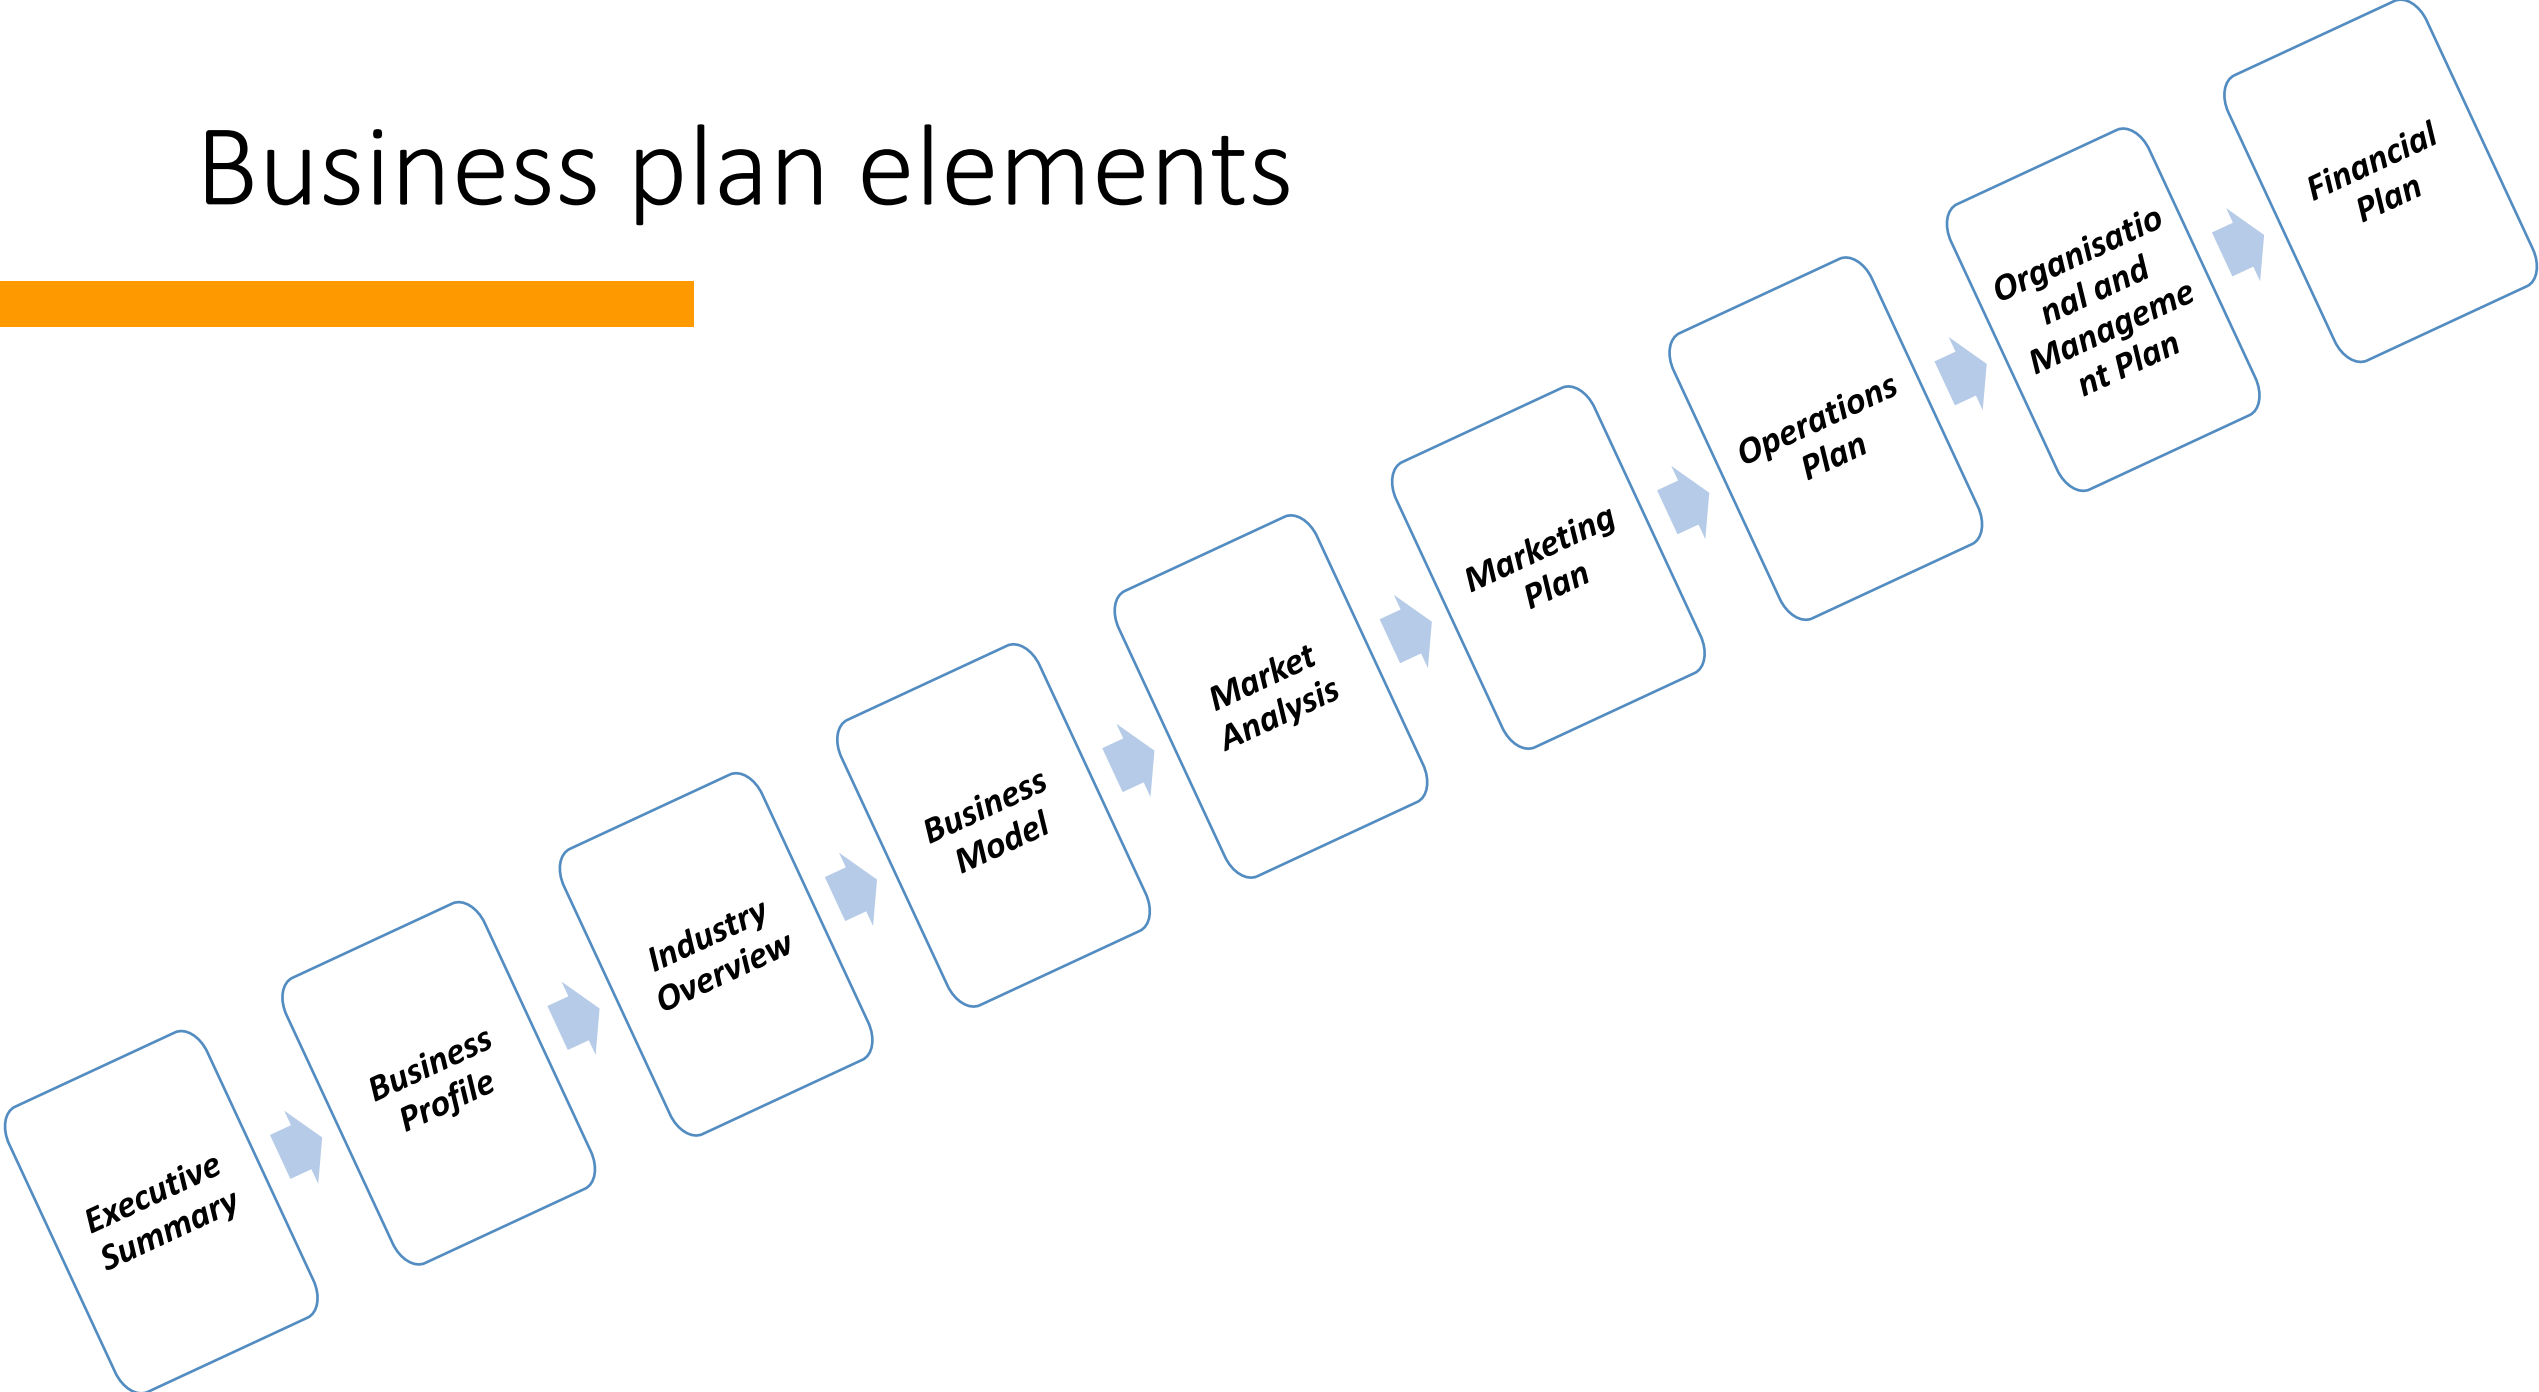 Business plan elements
Executive
Summary
Business
Profile
Industry
Overview
Business
Model
Market
Analysis
Marketing
Plan
Operations
Plan
Organisatio
nal and
Manageme
nt Plan
Financial
Plan